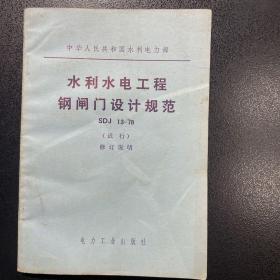 中华人民共和国水利电力部
水利水电工程
钢闸门设计规范
SDJ 13-78
(试行)
修订说明
电力工业出版社